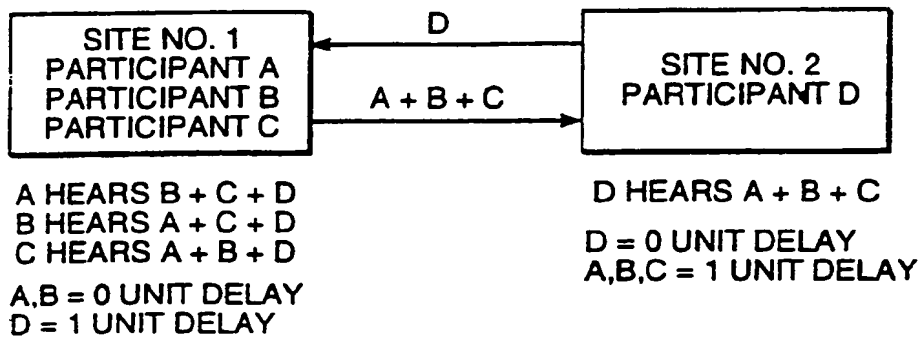 SITE NO. 1
PARTICIPANT A
PARTICIPANT B
PARTICIPANT C
D
A + B + C
SITE NO. 2
PARTICIPANT D
A HEARS B + C + D
B HEARS A + C + D
C HEARS A + B + D
A,B = 0 UNIT DELAY
D = 1 UNIT DELAY
D HEARS A + B + C
D = 0 UNIT DELAY
A,B,C = 1 UNIT DELAY